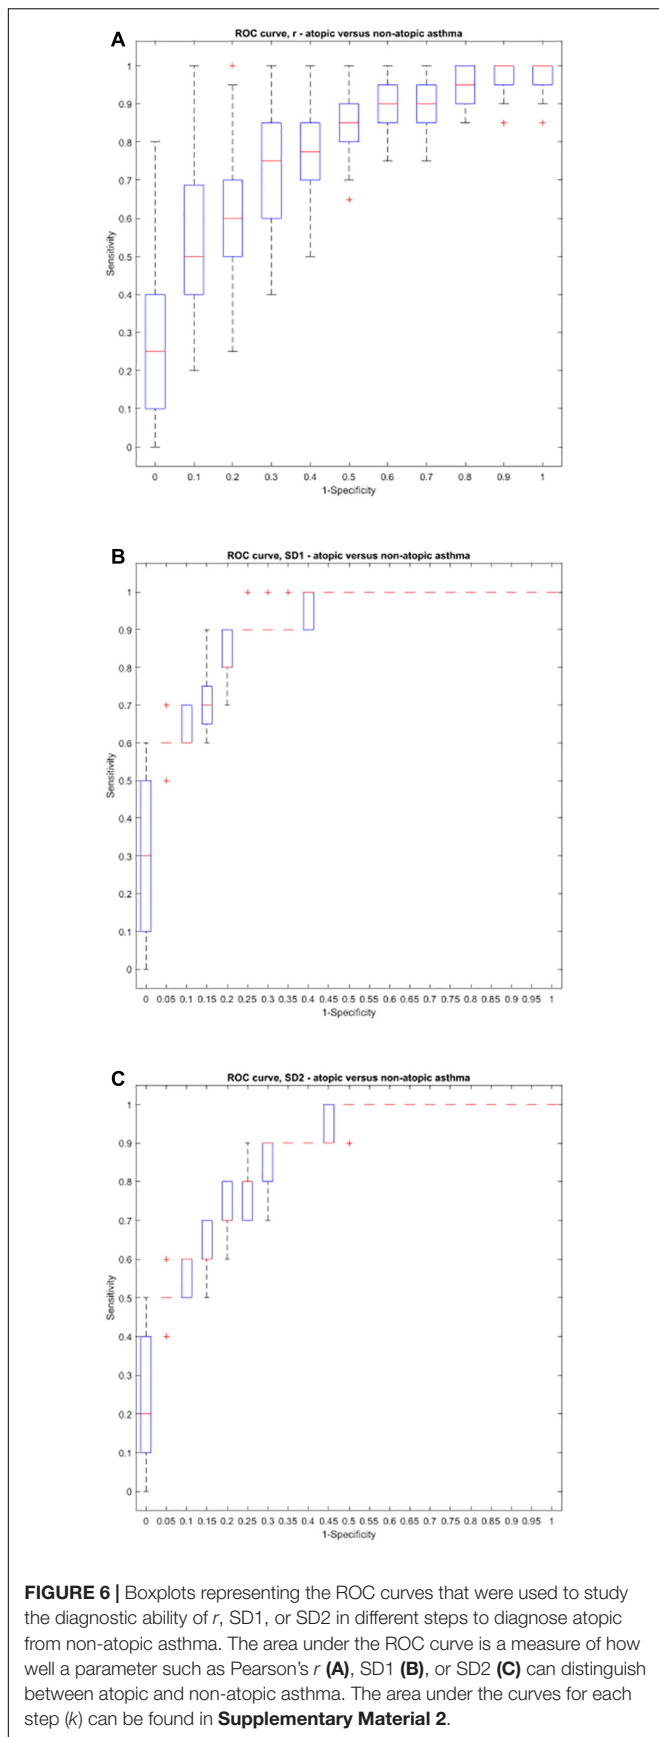 A
ROC curve, r - atopic versus non-atopic asthma
1
0.9
0.8
0.7
0.6
0.5
0.4
0.3
0.2
0.1
0
Sensitivity
0 0.1 0.2 0.3 0.4 0.5 0.6 0.7 0.8 0.9 1
1-Specificity
B
ROC curve, SD1 - atopic versus non-atopic asthma
1
0.9
0.8
0.7
0.6
0.5
0.4
0.3
0.2
0.1
0
Sensitivity
0 0.05 0.1 0.15 0.2 0.25 0.3 0.35 0.4 0.45 0.5 0.55 0.6 0.65 0.7 0.75 0.8 0.85 0.9 0.95 1
1-Specificity
C
ROC curve, SD2 - atopic versus non-atopic asthma
1
0.9
0.8
0.7
0.6
0.5
0.4
0.3
0.2
0.1
0
Sensitivity
0 0.05 0.1 0.15 0.2 0.25 0.3 0.35 0.4 0.45 0.5 0.55 0.6 0.65 0.7 0.75 0.8 0.85 0.9 0.95 1
1-Specificity
FIGURE 6 | Boxplots representing the ROC curves that were used to study
the diagnostic ability of r, SD1, or SD2 in different steps to diagnose atopic
from non-atopic asthma. The area under the ROC curve is a measure of how
well a parameter such as Pearson's r (A), SD1 (B), or SD2 (C) can distinguish
between atopic and non-atopic asthma. The area under the curves for each
step (k) can be found in Supplementary Material 2.